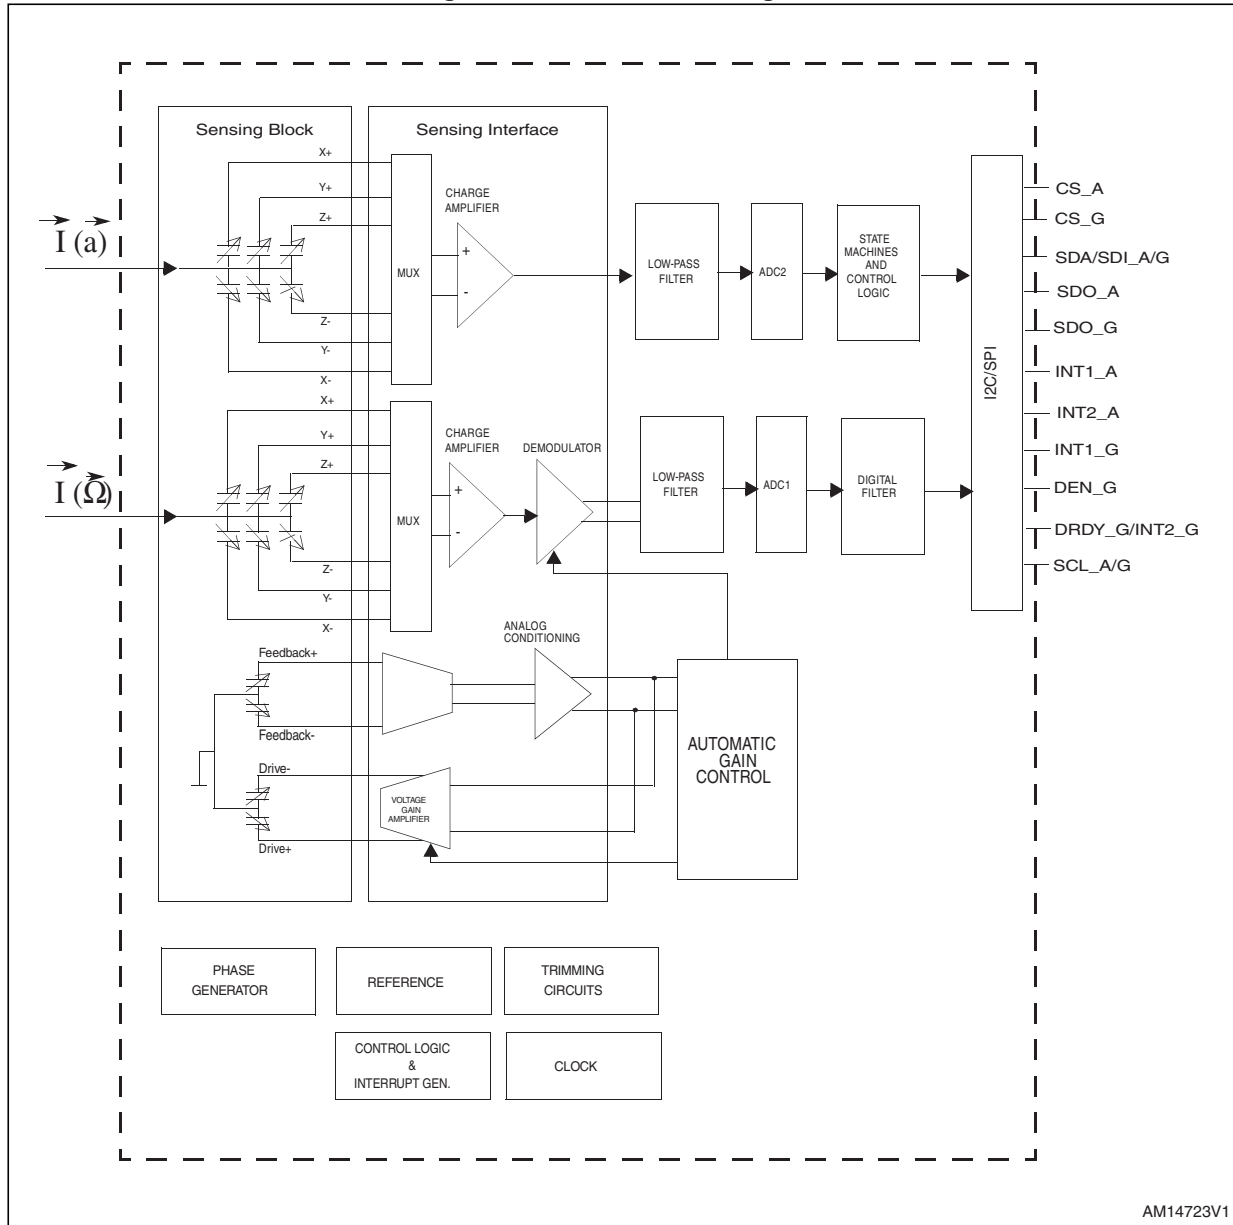 Sensing Block
Sensing Interface
X+
Y+
Z+
Z-
Y-
X-
I (a)
MUX
CHARGE
AMPLIFIER
+
-
LOW-PASS
FILTER
ADC2
STATE
MACHINES
AND
CONTROL
LOGIC
I2C/SPI
CS_A
CS_G
SDA/SDI_A/G
SDO_A
SDO_G
INT1_A
INT2_A
INT1_G
DEN_G
DRDY_G/INT2_G
SCL_A/G
X+
Y+
Z+
Z-
Y-
X-
I (Ω)
MUX
CHARGE
AMPLIFIER
+
-
DEMODULATOR
LOW-PASS
FILTER
ADC1
DIGITAL
FILTER
Feedback+
Feedback-
ANALOG
CONDITIONING
Drive-
Drive+
VOLTAGE
GAIN
AMPLIFIER
AUTOMATIC
GAIN
CONTROL
PHASE
GENERATOR
REFERENCE
TRIMMING
CIRCUITS
CONTROL LOGIC
&
INTERRUPT GEN.
CLOCK
AM14723V1